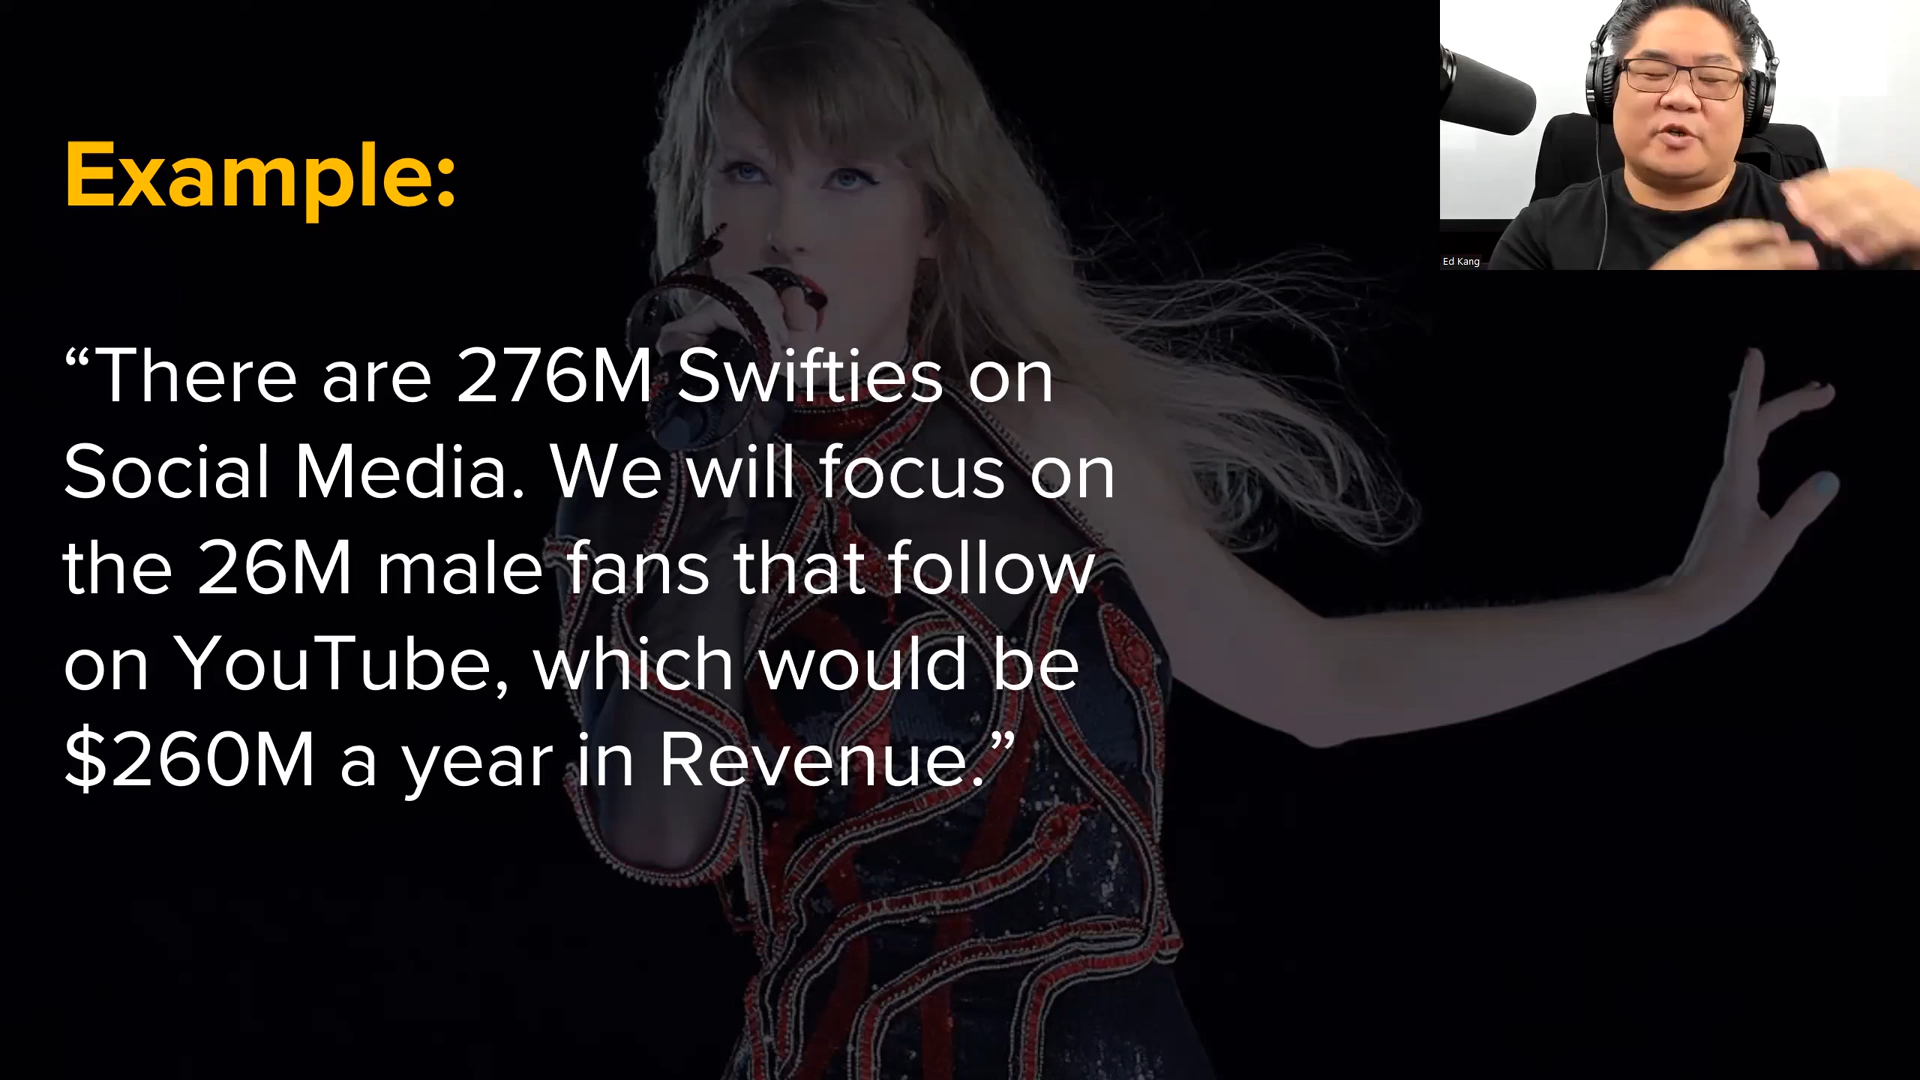 Example:
“There are 276M Swifties on
Social Media. We will focus on
the 26M male fans that follow
on YouTube, which would be
$260M a year in Revenue.”
Ed Kang